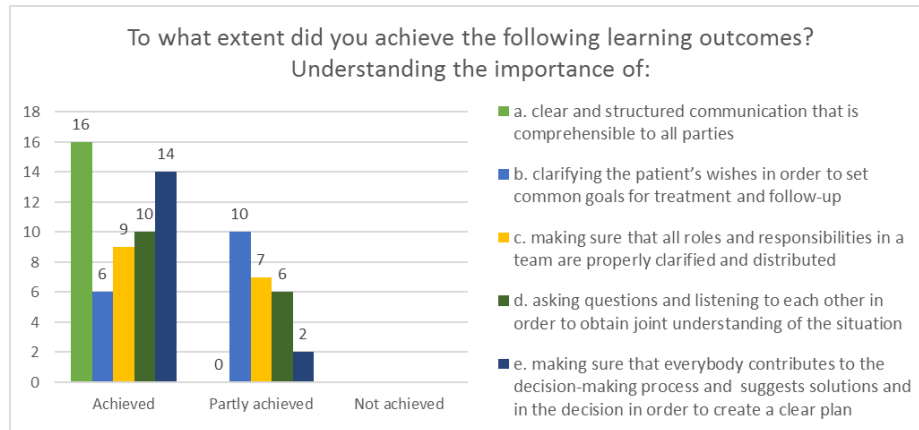 To what extent did you achieve the following learning outcomes?
Understanding the importance of:
18
16
14
12
10
8
6
4
2
0
16
6
9
10
14
0
10
7
6
2
Achieved
Partly achieved
Not achieved
a. clear and structured communication that is
comprehensible to all parties
b. clarifying the patient's wishes in order to set
common goals for treatment and follow-up
c. making sure that all roles and responsibilities in a
team are properly clarified and distributed
d. asking questions and listening to each other in
order to obtain joint understanding of the situation
e. making sure that everybody contributes to the
decision-making process and  suggests solutions and
in the decision in order to create a clear plan